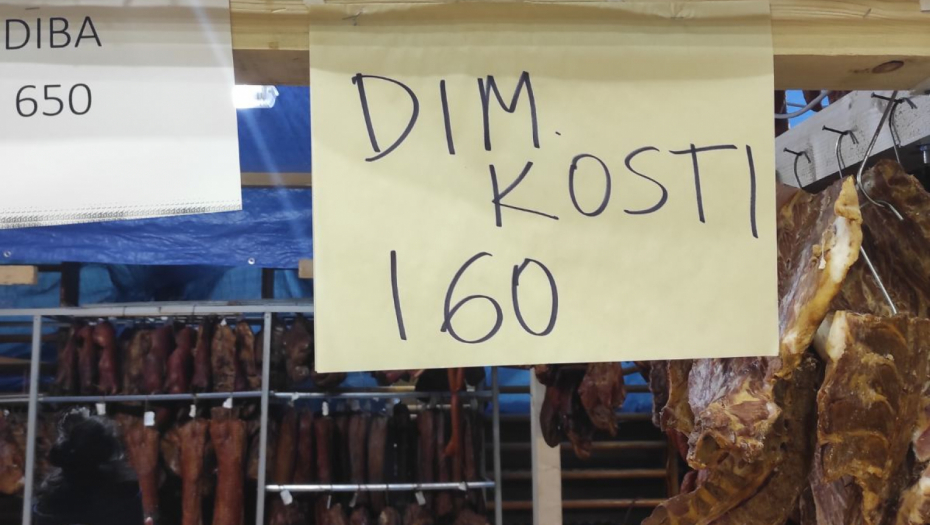 DIBA
650
DIM.
KOSTI
160